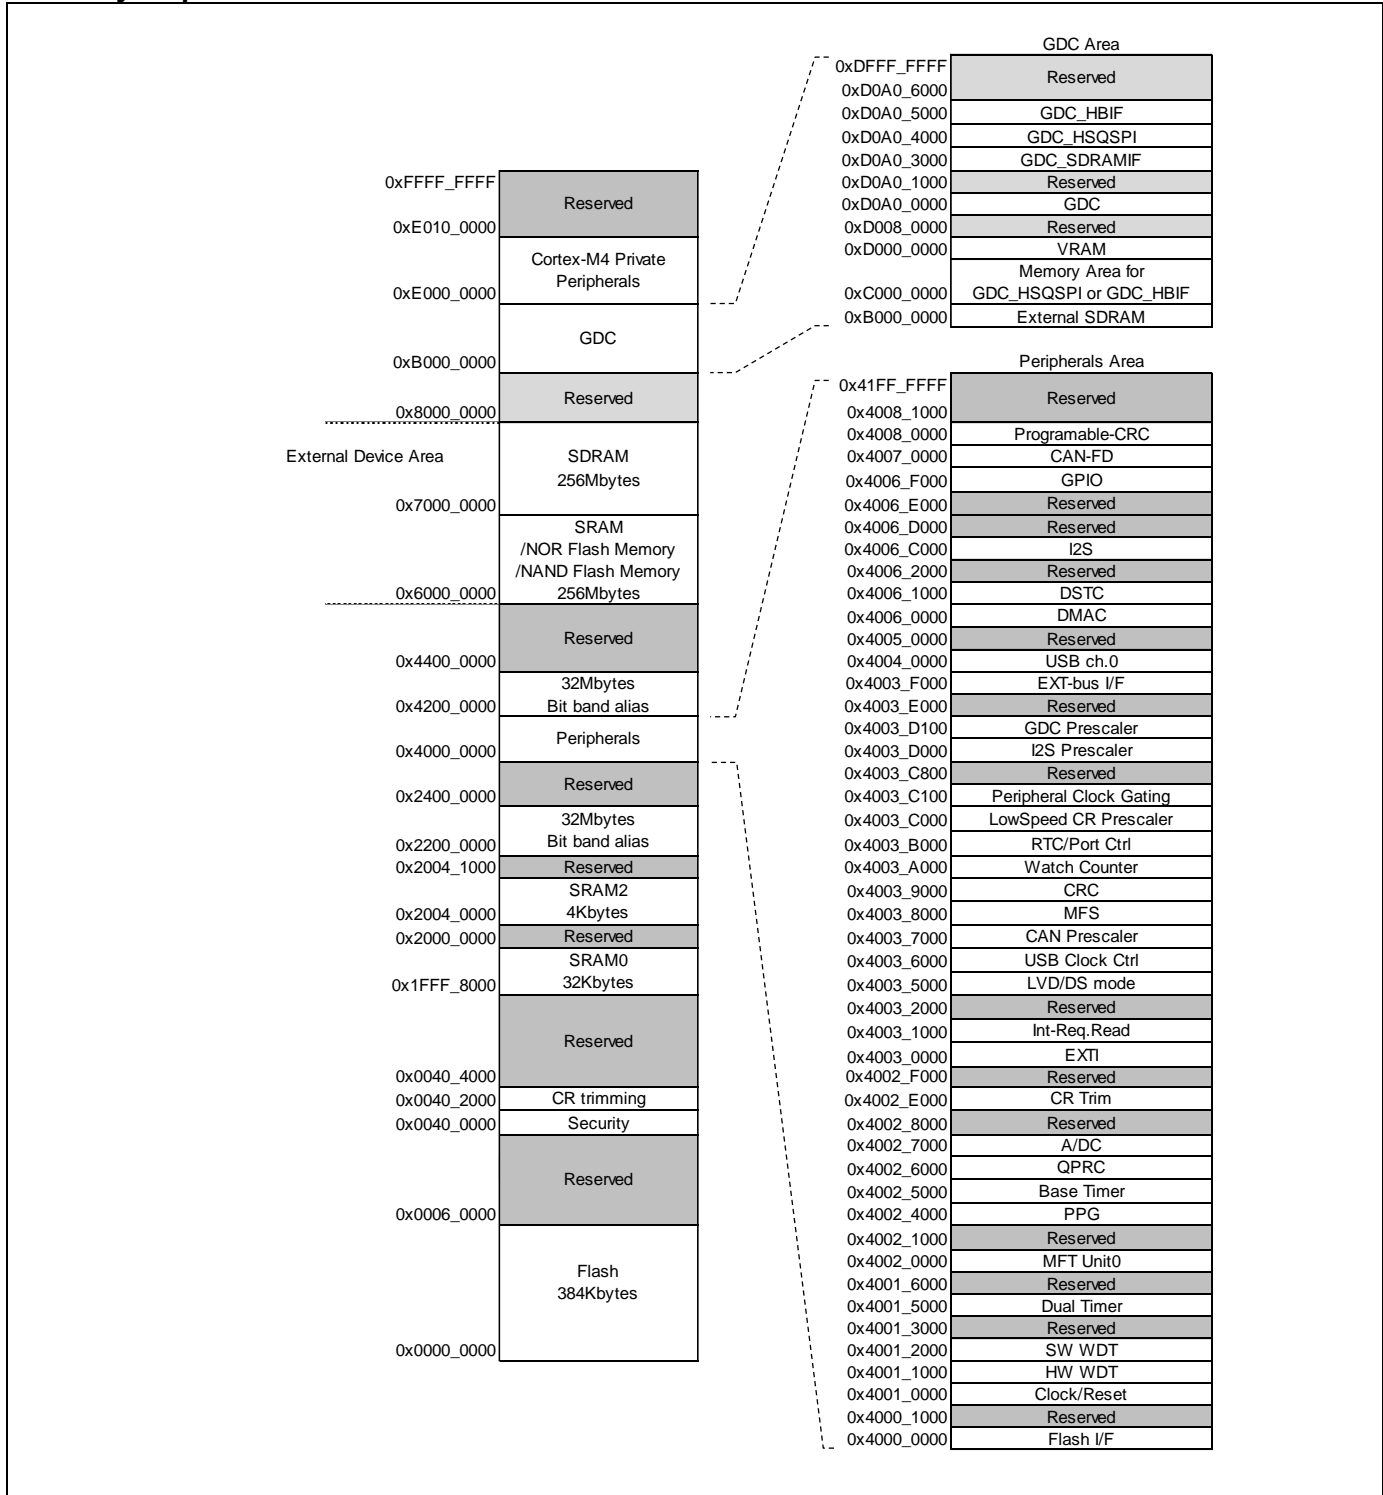 0xFFFF_FFFF
Reserved
0xE010_0000
Cortex-M4 Private
Peripherals
0xE000_0000
GDC
0xB000_0000
Reserved
0x8000_0000
External Device Area
SDRAM
256Mbytes
0x7000_0000
SRAM
/NOR Flash Memory
/NAND Flash Memory
0x6000_0000 256Mbytes
Reserved
0x4400_0000
32Mbytes
0x4200_0000 Bit band alias
Peripherals
0x4000_0000
Reserved
0x2400_0000
32Mbytes
0x2200_0000 Bit band alias
0x2004_1000 Reserved
SRAM2
0x2004_0000 4Kbytes
0x2000_0000 Reserved
SRAM0
0x1FFF_8000 32Kbytes
Reserved
0x0040_4000
0x0040_2000 CR trimming
0x0040_0000 Security
Reserved
0x0006_0000
Flash
384Kbytes
0x0000_0000
GDC Area
0xDFFF_FFFF
Reserved
0xD0A0_6000
0xD0A0_5000 GDC_HBIF
0xD0A0_4000 GDC_HSQSPI
0xD0A0_3000 GDC_SDRAMIF
0xD0A0_1000 Reserved
0xD0A0_0000 GDC
0xD008_0000 Reserved
0xD000_0000 VRAM
Memory Area for
0xC000_0000 GDC_HSQSPI or GDC_HBIF
0xB000_0000 External SDRAM
Peripherals Area
0x41FF_FFFF
Reserved
0x4008_1000
0x4008_0000 Programable-CRC
0x4007_0000 CAN-FD
0x4006_F000 GPIO
0x4006_E000 Reserved
0x4006_D000 Reserved
0x4006_C000 I2S
0x4006_2000 Reserved
0x4006_1000 DSTC
0x4006_0000 DMAC
0x4005_0000 Reserved
0x4004_0000 USB ch.0
0x4003_F000 EXT-bus I/F
0x4003_E000 Reserved
0x4003_D100 GDC Prescaler
0x4003_D000 I2S Prescaler
0x4003_C800 Reserved
0x4003_C100 Peripheral Clock Gating
0x4003_C000 LowSpeed CR Prescaler
0x4003_B000 RTC/Port Ctrl
0x4003_A000 Watch Counter
0x4003_9000 CRC
0x4003_8000 MFS
0x4003_7000 CAN Prescaler
0x4003_6000 USB Clock Ctrl
0x4003_5000 LVD/DS mode
0x4003_2000 Reserved
0x4003_1000 Int-Req.Read
0x4003_0000 EXTI
0x4002_F000 Reserved
0x4002_E000 CR Trim
0x4002_8000 Reserved
0x4002_7000 A/DC
0x4002_6000 QPRC
0x4002_5000 Base Timer
0x4002_4000 PPG
0x4002_1000 Reserved
0x4002_0000 MFT Unit0
0x4001_6000 Reserved
0x4001_5000 Dual Timer
0x4001_3000 Reserved
0x4001_2000 SW WDT
0x4001_1000 HW WDT
0x4001_0000 Clock/Reset
0x4000_1000 Reserved
0x4000_0000 Flash I/F